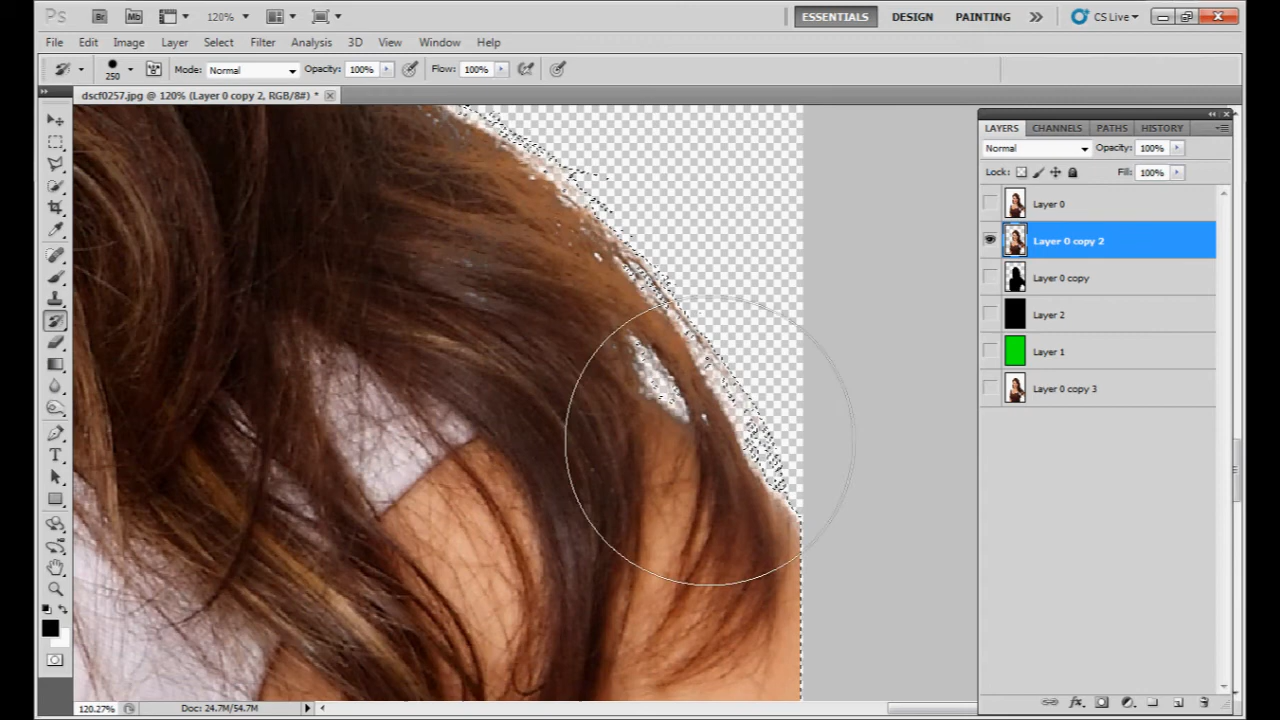 Ps Br Mb 120% ESSENTIALS DESIGN PAINTING CS Live
File Edit Image Layer Select Filter Analysis 3D View Window Help
250 Mode: Normal Opacity: 100% Flow: 100%
dscf0257.jpg @ 120% (Layer 0 copy 2, RGB/8#) *
LAYERS CHANNELS PATHS HISTORY
Normal Opacity: 100%
Lock: Fill: 100%
Layer 0
Layer 0 copy 2
Layer 0 copy
Layer 2
Layer 1
Layer 0 copy 3
T
fx
120.27% Doc: 24.7M/54.7M